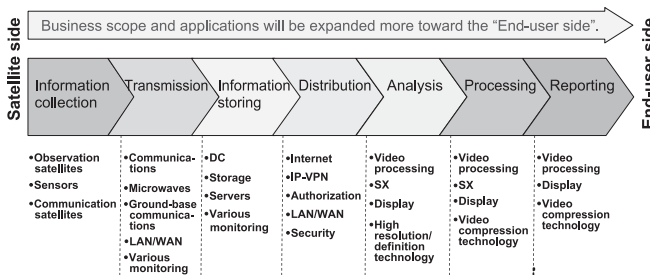 Business scope and applications will be expanded more toward the “End-user side”.
Satellite side
End-user side
Information
collection
Transmission
Information
storing
Distribution
Analysis
Processing
Reporting
•Observation
satellites
•Sensors
•Communication
satellites
•Communica-
tions
•Microwaves
•Ground-base
communica-
tions
•LAN/WAN
•Various
monitoring
•DC
•Storage
•Servers
•Various
monitoring
•Internet
•IP-VPN
•Authorization
•LAN/WAN
•Security
•Video
processing
•SX
•Display
•High
resolution/
definition
technology
•Video
processing
•SX
•Display
•Video
compression
technology
•Video
processing
•Display
•Video
compression
technology